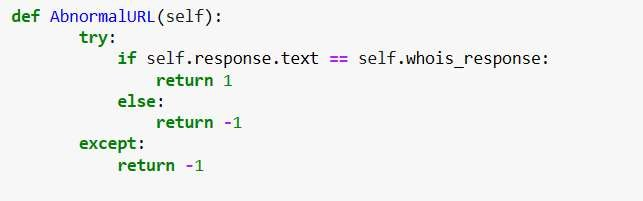 def AbnormalURL(self):
        try:
            if self.response.text == self.whois_response:
                return 1
            else:
                return -1
        except:
            return -1